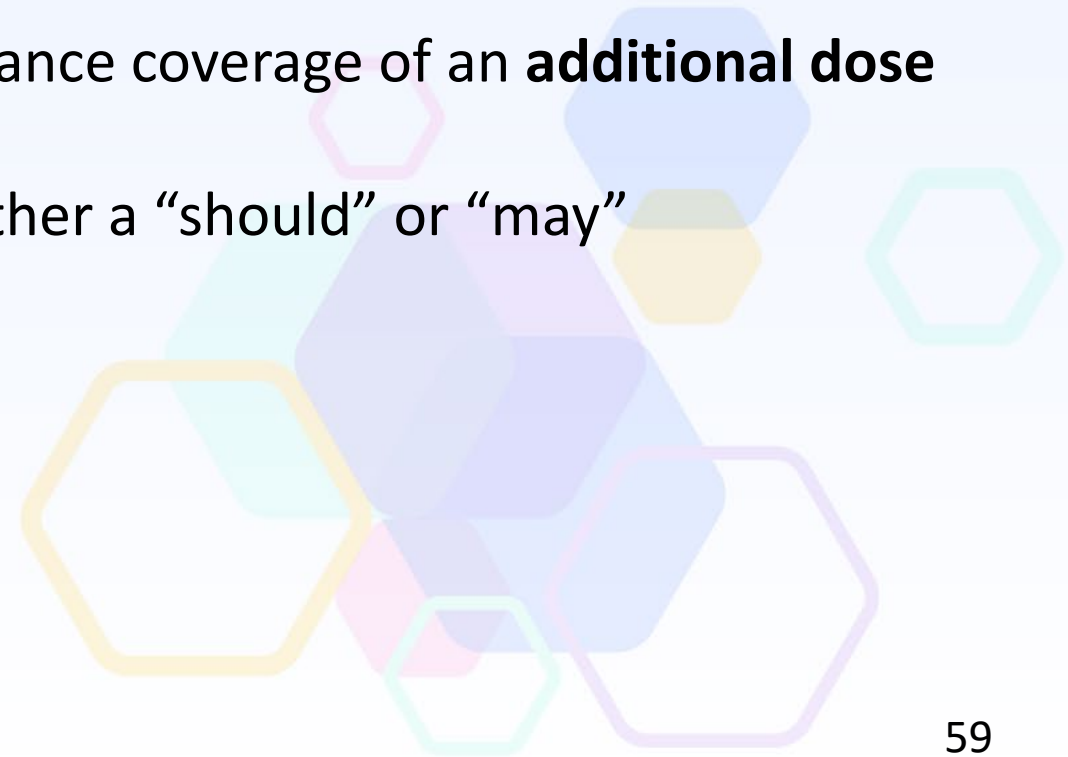 ance coverage of an additional dose
ther a “should” or “may”
59